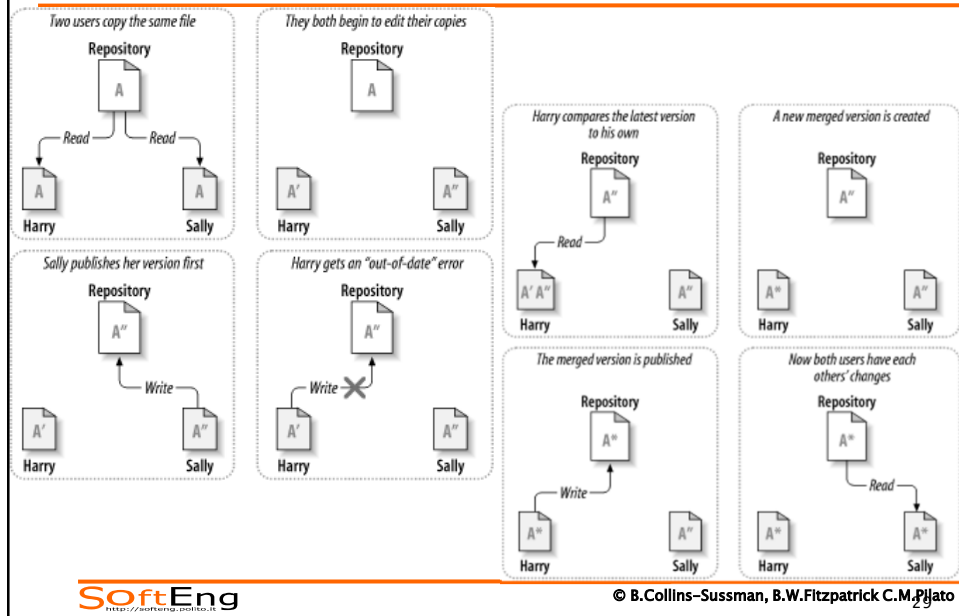 Two users copy the same file
Repository
A
Read Read
A A
Harry Sally
They both begin to edit their copies
Repository
A
A' A"
Harry Sally
Sally publishes her version first
Repository
A"
Write
A' A"
Harry Sally
Harry gets an "out-of-date" error
Repository
A"
Write
A' A"
Harry Sally
Harry compares the latest version
to his own
Repository
A"
Read
A' A" A"
Harry Sally
A new merged version is created
Repository
A"
A* A"
Harry Sally
The merged version is published
Repository
A*
Write
A* A"
Harry Sally
Now both users have each
others' changes
Repository
A*
Read
A* A*
Harry Sally
SoftEng
http://softeng.polito.it
© B.Collins-Sussman, B.W.Fitzpatrick C.M.Pilato
29